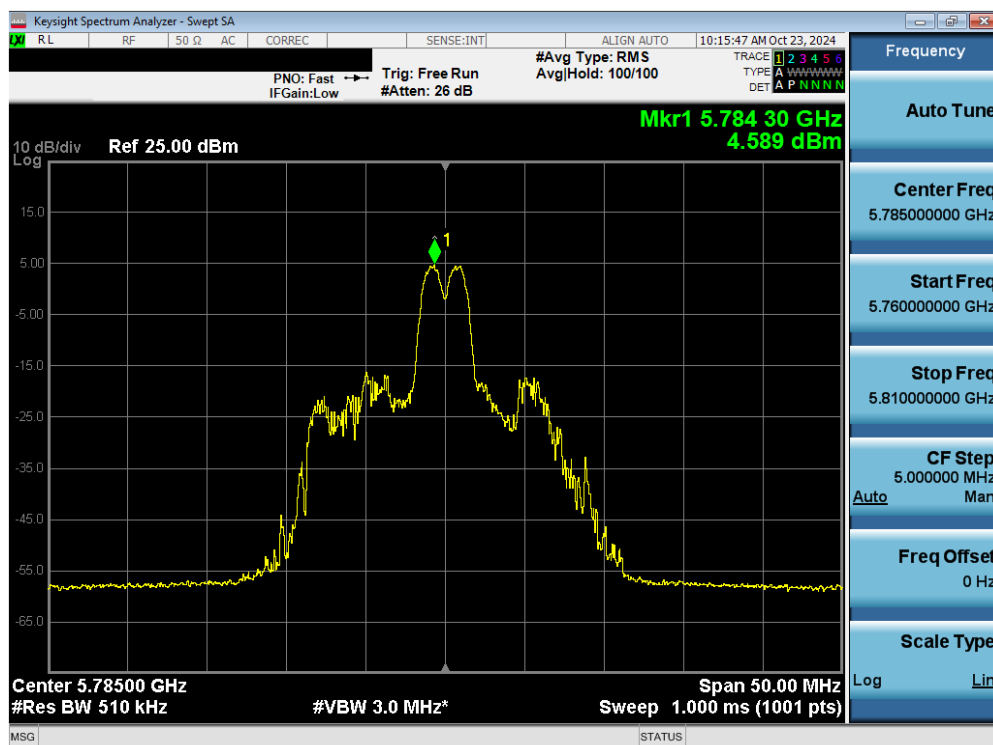 Keysight Spectrum Analyzer - Swept SA
LXI RL RF 50 Ω AC CORREC SENSE:INT ALIGN AUTO 10:15:47 AM Oct 23, 2024
PNO: Fast
IFGain:Low
Trig: Free Run
#Atten: 26 dB
#Avg Type: RMS
Avg|Hold: 100/100
TRACE 1 2 3 4 5 6
TYPE A W W W W W
DET A P N N N N
Mkr1 5.784 30 GHz
4.589 dBm
10 dB/div Ref 25.00 dBm
Log
15.0
1
5.00
-5.00
-15.0
-25.0
-35.0
-45.0
-55.0
-65.0
Center 5.78500 GHz Span 50.00 MHz
#Res BW 510 kHz #VBW 3.0 MHz* Sweep 1.000 ms (1001 pts)
MSG STATUS
Frequency
Auto Tune
Center Freq
5.785000000 GHz
Start Freq
5.760000000 GHz
Stop Freq
5.810000000 GHz
CF Step
5.000000 MHz
Auto Man
Freq Offset
0 Hz
Scale Type
Log Lin